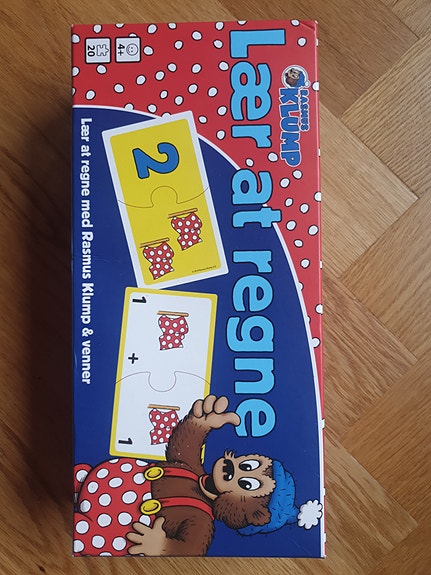 RASMUS
KLUMP
Lær at regne
4+
20
2
1 + 1
Lær at regne med Rasmus Klump & venner